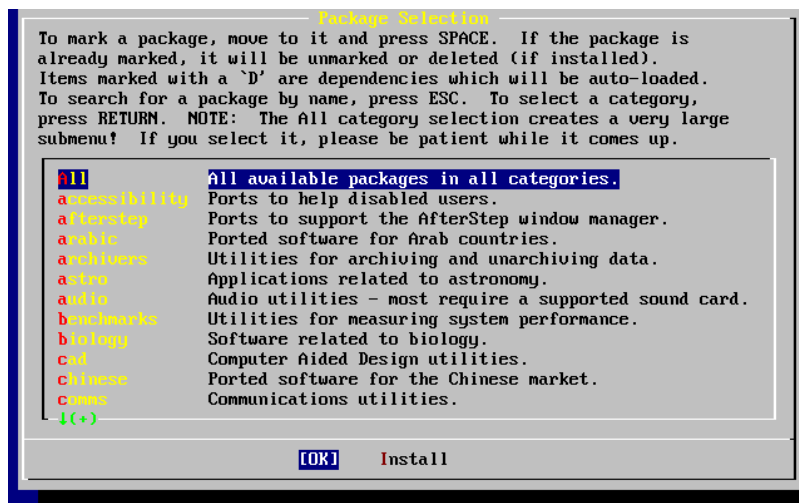 Package Selection
To mark a package, move to it and press SPACE.  If the package is
already marked, it will be unmarked or deleted (if installed).
Items marked with a `D' are dependencies which will be auto-loaded.
To search for a package by name, press ESC.  To select a category,
press RETURN.  NOTE:  The All category selection creates a very large
submenu!  If you select it, please be patient while it comes up.
All All available packages in all categories.
accessibility Ports to help disabled users.
afterstep Ports to support the AfterStep window manager.
arabic Ported software for Arab countries.
archivers Utilities for archiving and unarchiving data.
astro Applications related to astronomy.
audio Audio utilities - most require a supported sound card.
benchmarks Utilities for measuring system performance.
biology Software related to biology.
cad Computer Aided Design utilities.
chinese Ported software for the Chinese market.
comms Communications utilities.
↓(+)
[OK] Install